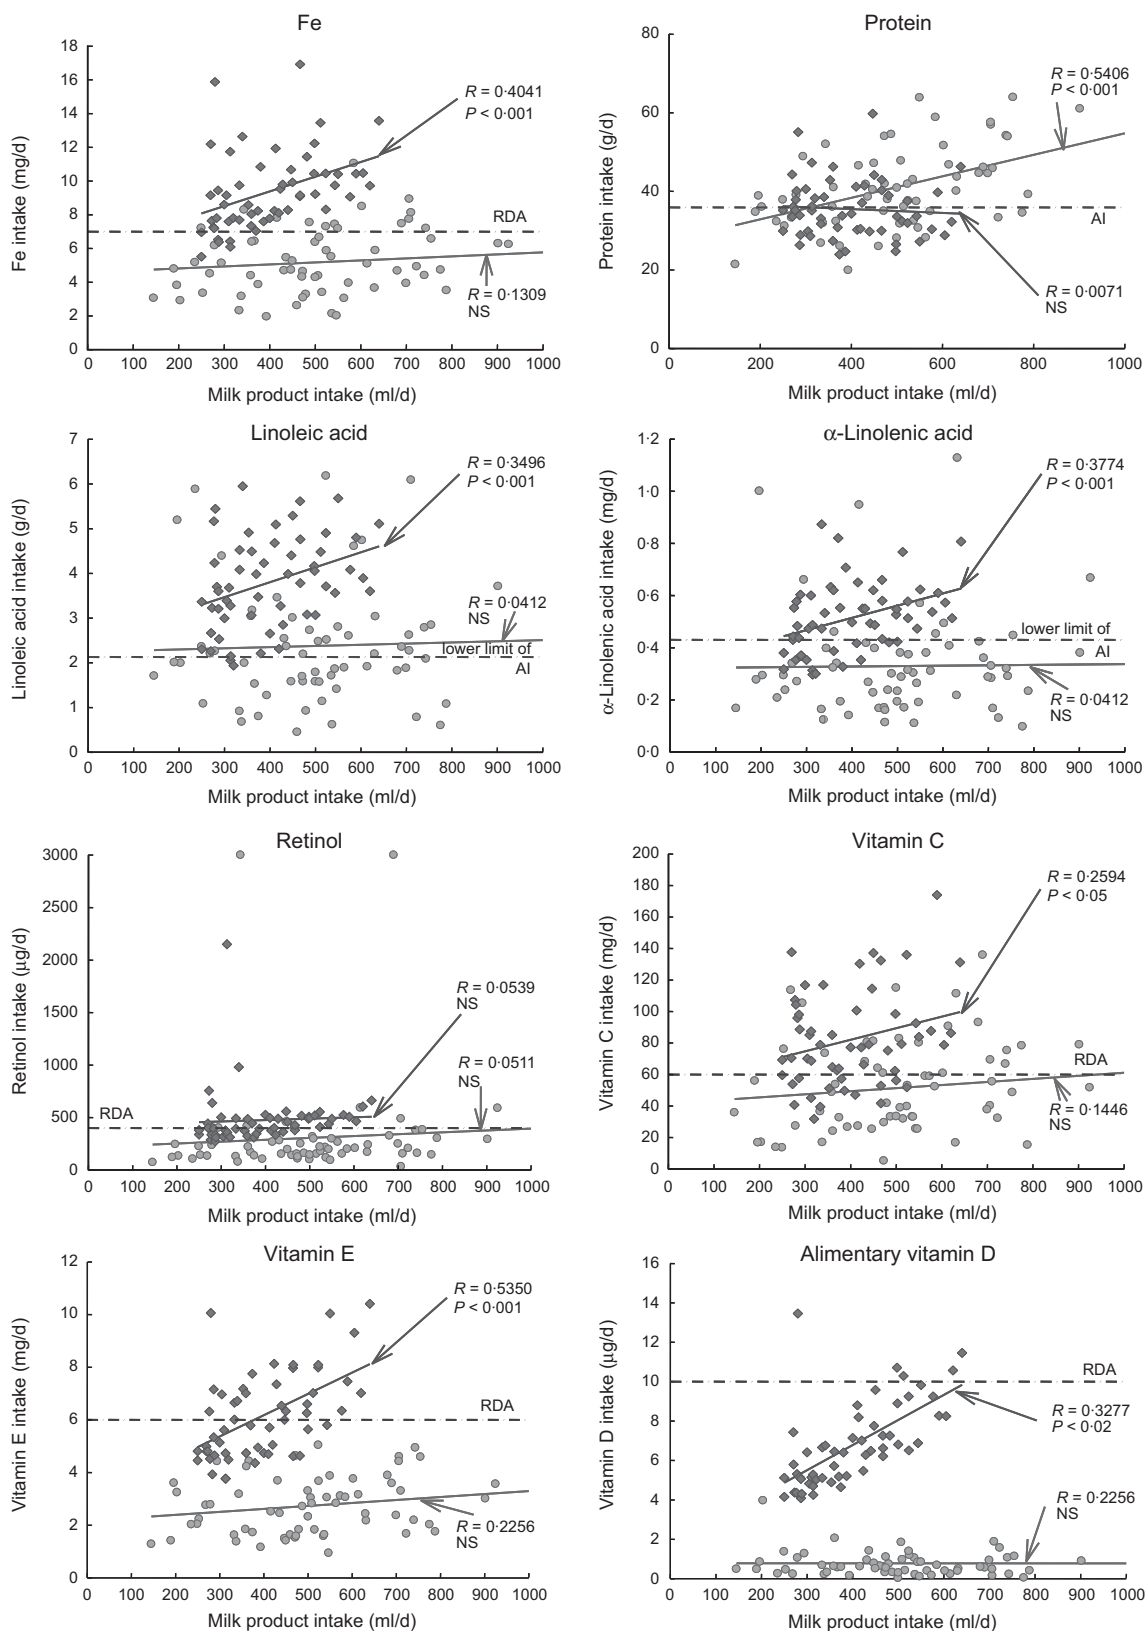 Fe
18
16
14
12
10
8
6
4
2
0
Fe intake (mg/d)
R = 0·4041
P < 0·001
RDA
R = 0·1309
NS
0 100 200 300 400 500 600 700 800 900 1000
Milk product intake (ml/d)
Protein
80
60
40
20
0
Protein intake (g/d)
R = 0·5406
P < 0·001
AI
R = 0·0071
NS
0 200 400 600 800 1000
Milk product intake (ml/d)
Linoleic acid
7
6
5
4
3
2
1
0
Linoleic acid intake (g/d)
R = 0·3496
P < 0·001
R = 0·0412
NS
lower limit of
AI
0 100 200 300 400 500 600 700 800 900 1000
Milk product intake (ml/d)
α-Linolenic acid
1·2
1·0
0·8
0·6
0·4
0·2
0·0
α-Linolenic acid intake (mg/d)
R = 0·3774
P < 0·001
lower limit of
AI
R = 0·0412
NS
0 100 200 300 400 500 600 700 800 900 1000
Milk product intake (ml/d)
Retinol
3000
2500
2000
1500
1000
500
0
Retinol intake (μg/d)
R = 0·0539
NS
R = 0·0511
NS
RDA
0 100 200 300 400 500 600 700 800 900 1000
Milk product intake (ml/d)
Vitamin C
200
180
160
140
120
100
80
60
40
20
0
Vitamin C intake (mg/d)
R = 0·2594
P < 0·05
RDA
R = 0·1446
NS
0 100 200 300 400 500 600 700 800 900 1000
Milk product intake (ml/d)
Vitamin E
12
10
8
6
4
2
0
Vitamin E intake (mg/d)
R = 0·5350
P < 0·001
RDA
R = 0·2256
NS
0 100 200 300 400 500 600 700 800 900 1000
Milk product intake (ml/d)
Alimentary vitamin D
16
14
12
10
8
6
4
2
0
Vitamin D intake (μg/d)
RDA
R = 0·3277
P < 0·02
R = 0·2256
NS
0 100 200 300 400 500 600 700 800 900 1000
Milk product intake (ml/d)